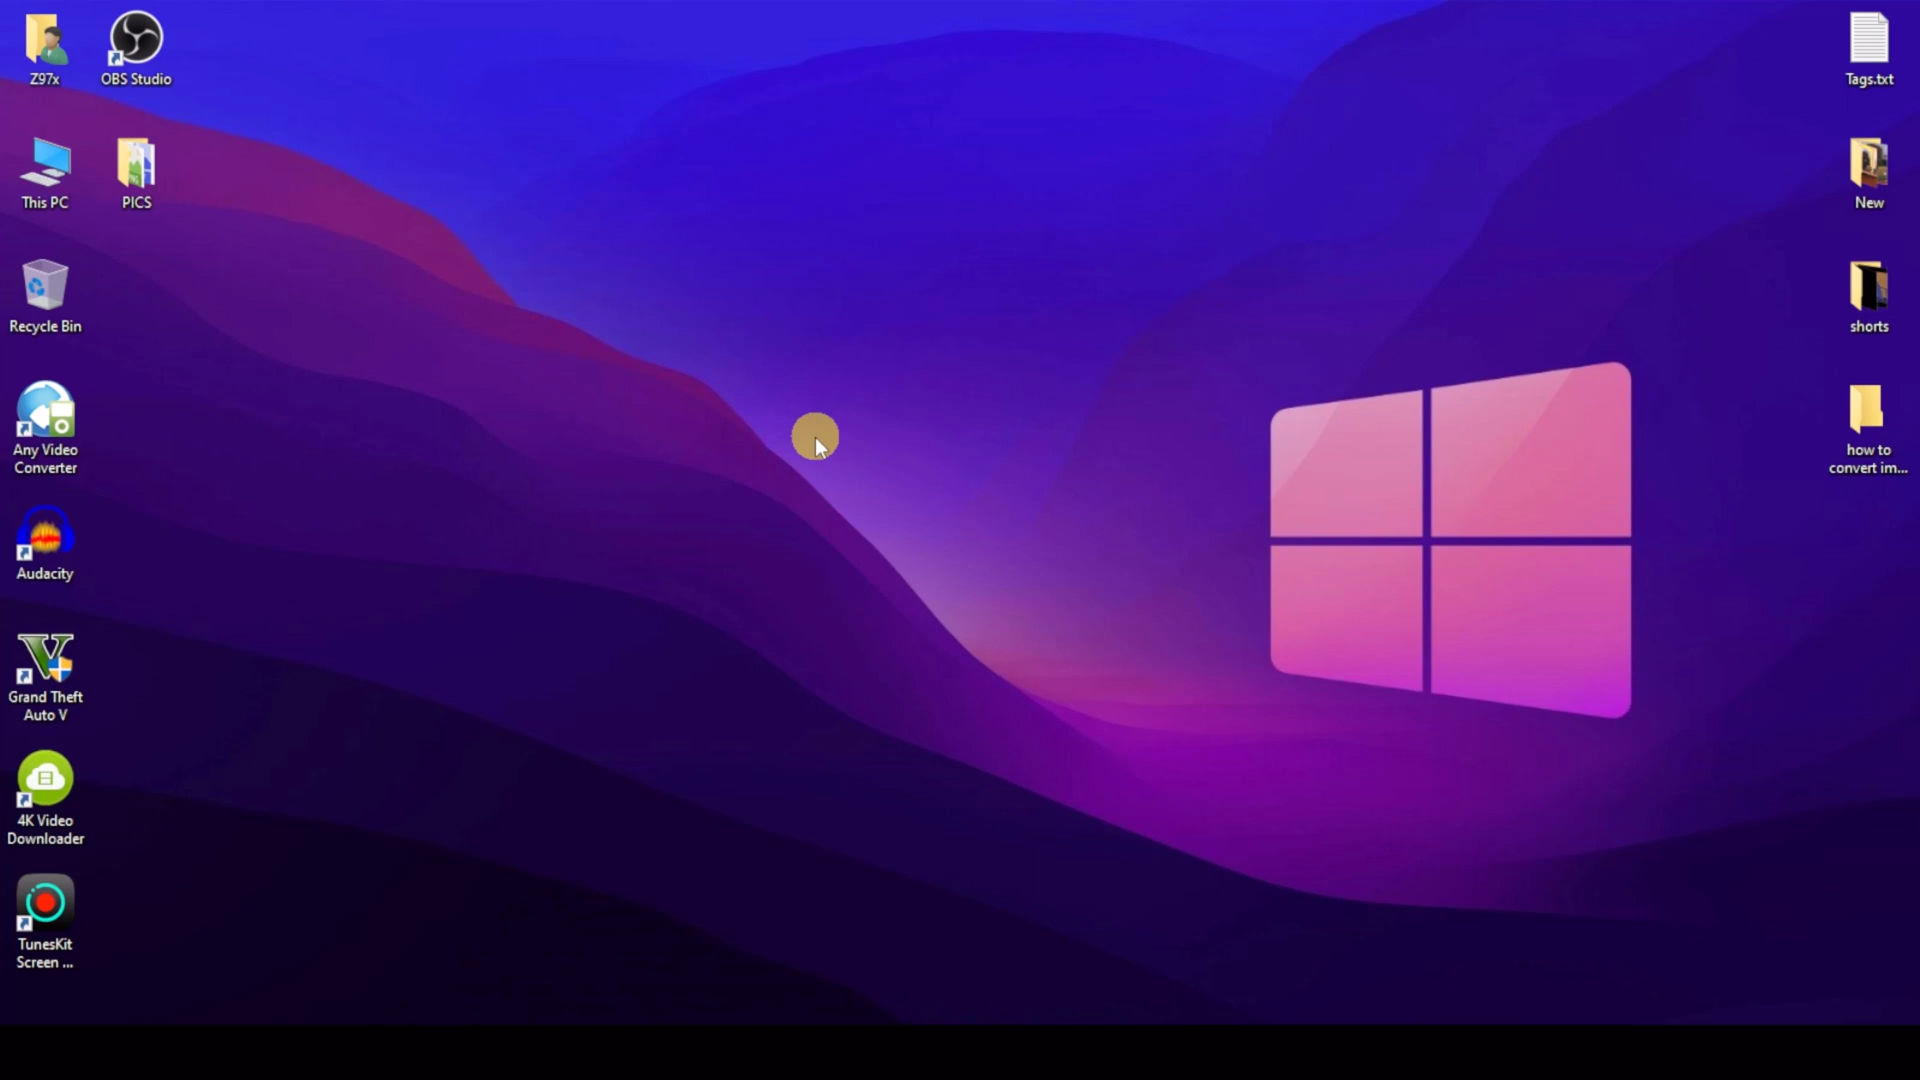 Z97x
OBS Studio
Tags.txt
This PC
PICS
New
Recycle Bin
shorts
Any Video
Converter
how to
convert im...
Audacity
Grand Theft
Auto V
4K Video
Downloader
TunesKit
Screen ...